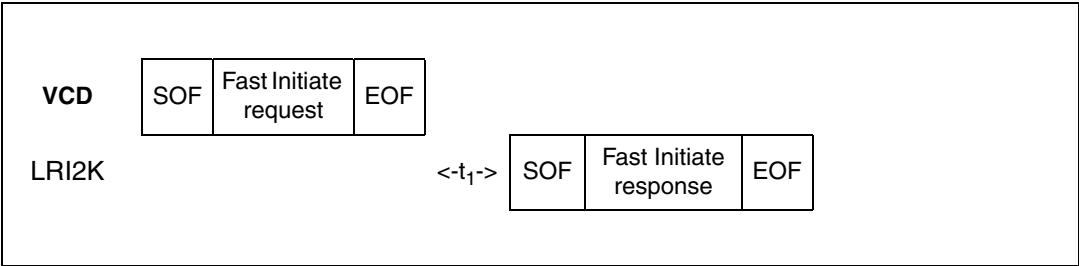 VCD SOF Fast Initiate request EOF
LRI2K <-t₁-> SOF Fast Initiate response EOF